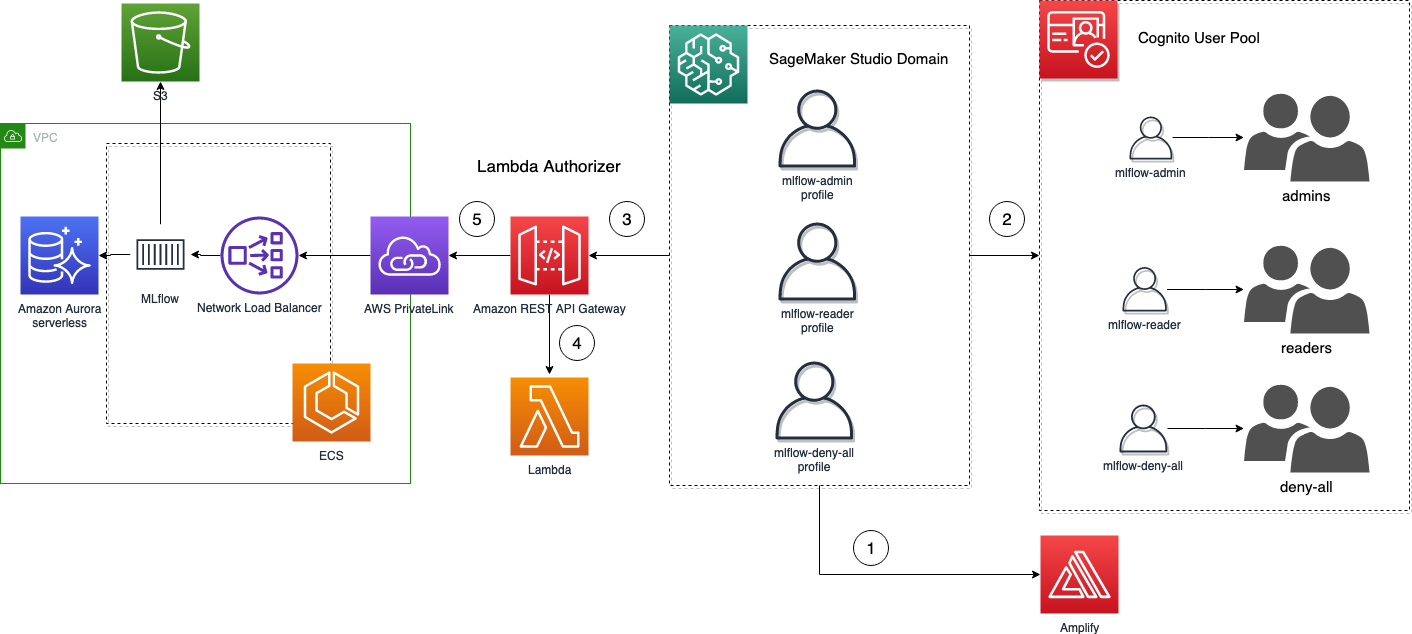 S3
VPC
Amazon Aurora
serverless
MLflow
Network Load Balancer
ECS
AWS PrivateLink
Lambda Authorizer
5
Amazon REST API Gateway
4
Lambda
3
SageMaker Studio Domain
mlflow-admin
profile
mlflow-reader
profile
mlflow-deny-all
profile
2
1
Cognito User Pool
mlflow-admin
admins
mlflow-reader
readers
mlflow-deny-all
deny-all
Amplify